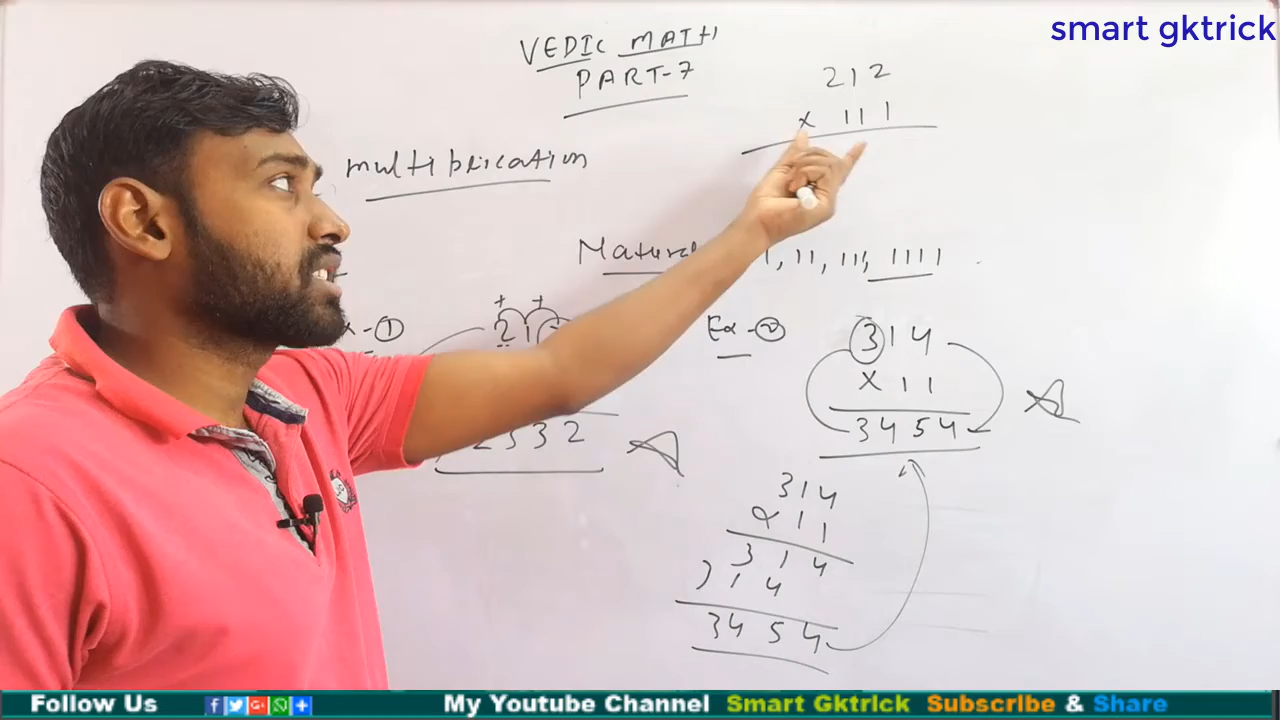 smart gktrick
VEDIC MATH
PART-7
212
x 111
multiplication
1, 11, 111, 1111
Ex-②
314
x 11
3454
2332
314
x 11
314
314
3454
Follow Us
My Youtube Channel Smart Gktrick Subscribe & Share